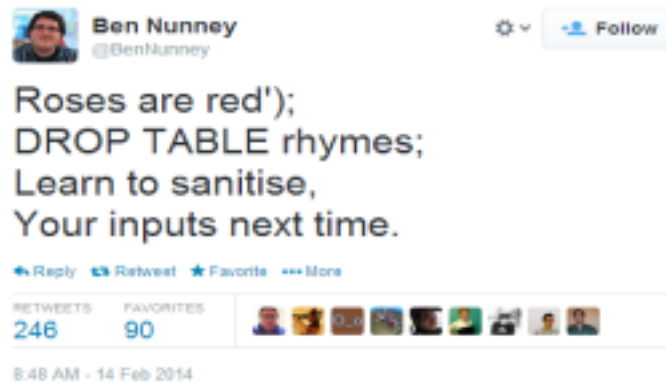 Ben Nunney
@BenNunney
Follow
Roses are red');
DROP TABLE rhymes;
Learn to sanitise,
Your inputs next time.
Reply Retweet Favorite More
RETWEETS FAVORITES
246 90
8:48 AM - 14 Feb 2014